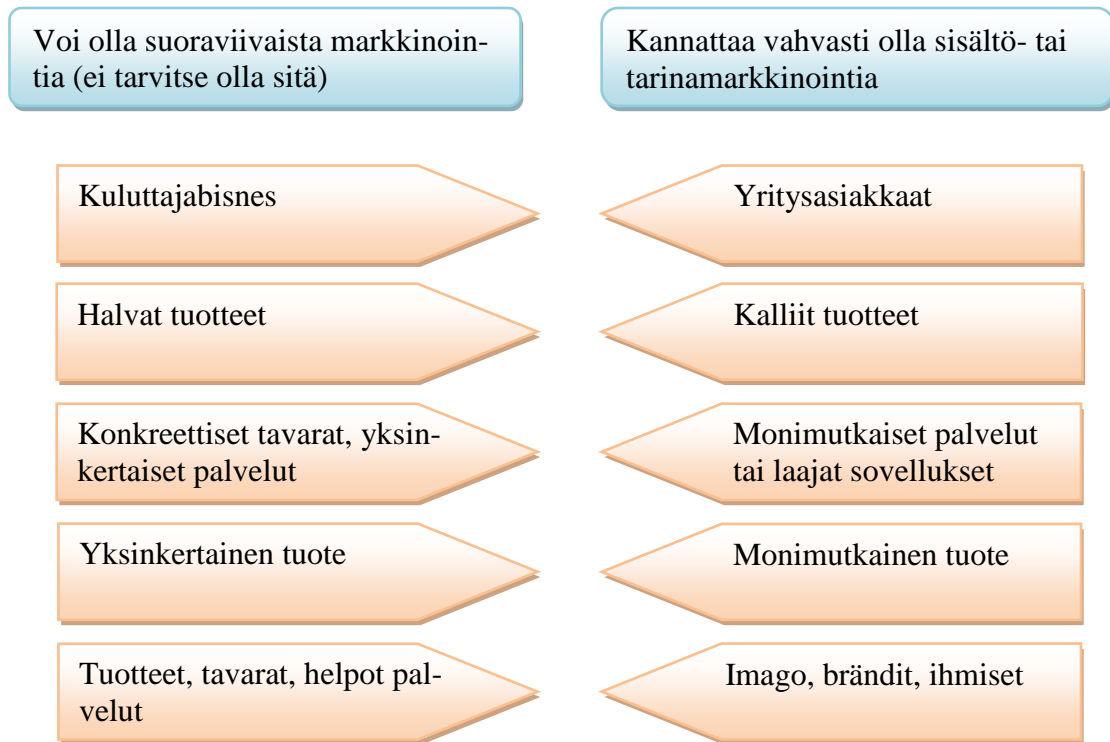 Voi olla suoraviivaista markkinoin-
tia (ei tarvitse olla sitä)
Kannattaa vahvasti olla sisältö- tai
tarinamarkkinointia
Kuluttajabisnes
Yritysasiakkaat
Halvat tuotteet
Kalliit tuotteet
Konkreettiset tavarat, yksin-
kertaiset palvelut
Monimutkaiset palvelut
tai laajat sovellukset
Yksinkertainen tuote
Monimutkainen tuote
Tuotteet, tavarat, helpot pal-
velut
Imago, brändit, ihmiset